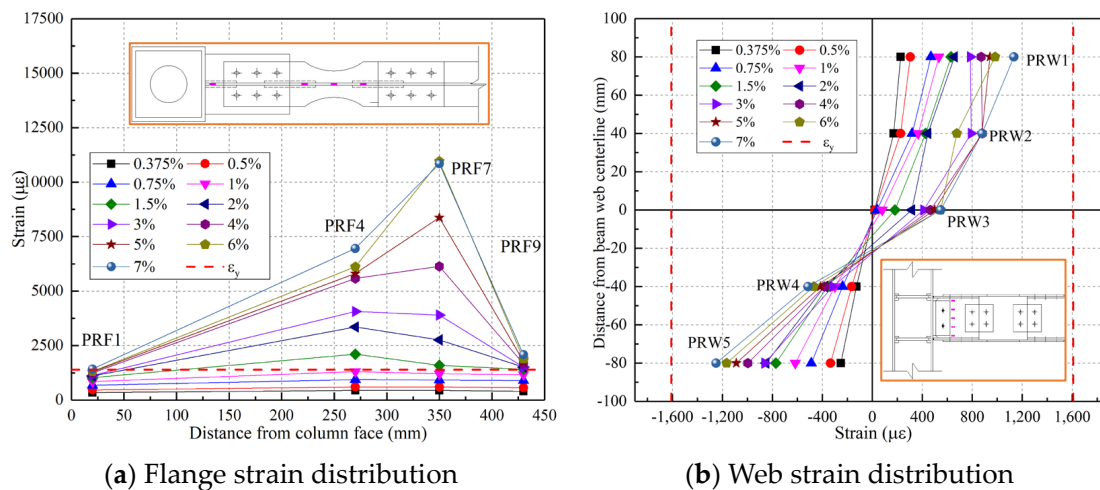 17500
15000
12500
10000
7500
5000
2500
0
Strain (με)
0.375%
0.5%
0.75%
1%
1.5%
2%
3%
4%
5%
6%
7%
εy
PRF1
PRF4
PRF7
PRF9
0 50 100 150 200 250 300 350 400 450
Distance from column face (mm)
(a) Flange strain distribution
100
80
60
40
20
0
-20
-40
-60
-80
-100
Distance from beam web centerline (mm)
0.375%
0.5%
0.75%
1%
1.5%
2%
3%
4%
5%
6%
7%
εy
PRW1
PRW2
PRW3
PRW4
PRW5
-1,600 -1,200 -800 -400 0 400 800 1,200 1,600
Strain (με)
(b) Web strain distribution